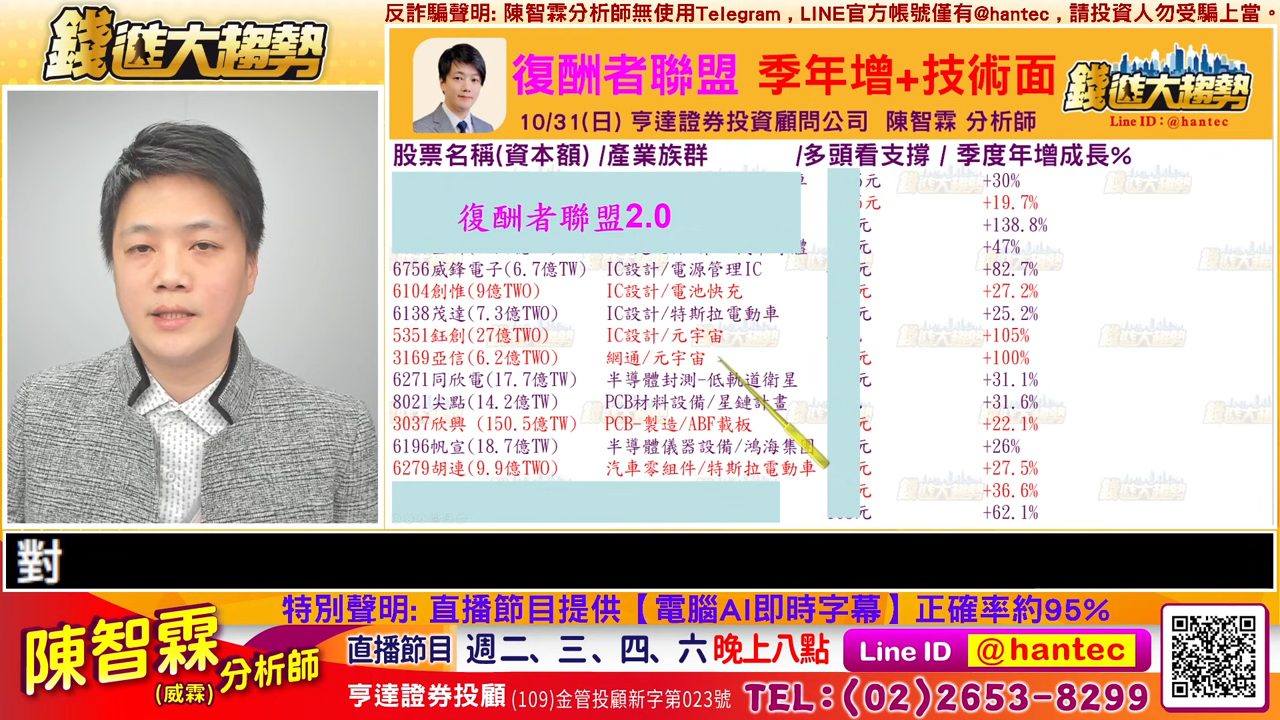 錢進大趨勢
反詐騙聲明: 陳智霖分析師無使用Telegram , LINE官方帳號僅有@hantec , 請投資人勿受騙上當。
復酬者聯盟 季年增+技術面
錢進大趨勢
Line ID：@hantec
10/31(日) 亨達證券投資顧問公司 陳智霖 分析師
股票名稱(資本額) /產業族群 /多頭看支撐 / 季度年增成長%
元 +30%
復酬者聯盟2.0
元 +19.7%
元 +138.8%
元 +47%
6756威鋒電子(6.7億TW) IC設計/電源管理IC 元 +82.7%
6104創惟(9億TWO) IC設計/電池快充 元 +27.2%
6138茂達(7.3億TWO) IC設計/特斯拉電動車 元 +25.2%
5351鈺創(27億TWO) IC設計/元宇宙 +105%
3169亞信(6.2億TWO) 網通/元宇宙 元 +100%
6271同欣電(17.7億TW) 半導體封測-低軌道衛星 元 +31.1%
8021尖點(14.2億TW) PCB材料設備/星鏈計畫 +31.6%
3037欣興 (150.5億TW) PCB-製造/ABF載板 元 +22.1%
6196帆宣(18.7億TW) 半導體儀器設備/鴻海集團 元 +26%
6279胡連(9.9億TWO) 汽車零組件/特斯拉電動車 元 +27.5%
元 +36.6%
元 +62.1%
對
特別聲明: 直播節目提供【電腦AI即時字幕】正確率約95%
陳智霖 (威霖) 分析師
直播節目 週二、三、四、六晚上八點
Line ID @hantec
亨達證券投顧 (109)金管投顧新字第023號 TEL：(02)2653-8299